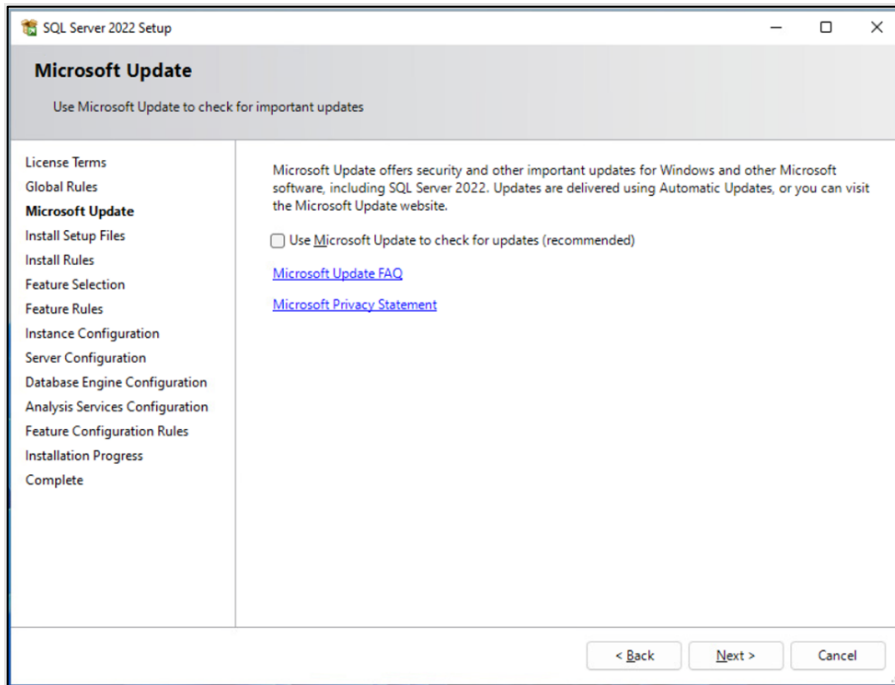 SQL Server 2022 Setup
Microsoft Update
Use Microsoft Update to check for important updates
License Terms
Global Rules
Microsoft Update
Install Setup Files
Install Rules
Feature Selection
Feature Rules
Instance Configuration
Server Configuration
Database Engine Configuration
Analysis Services Configuration
Feature Configuration Rules
Installation Progress
Complete
Microsoft Update offers security and other important updates for Windows and other Microsoft
software, including SQL Server 2022. Updates are delivered using Automatic Updates, or you can visit
the Microsoft Update website.
Use Microsoft Update to check for updates (recommended)
Microsoft Update FAQ
Microsoft Privacy Statement
< Back
Next >
Cancel